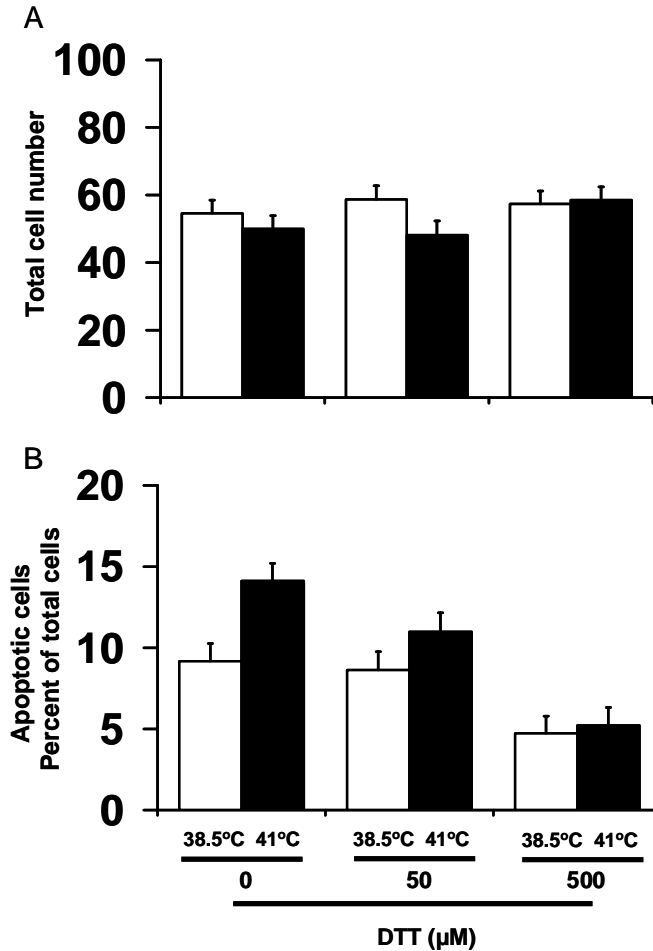 A
100
80
60
40
20
0
Total cell number
B
20
15
10
5
0
Apoptotic cells
Percent of total cells
38.5ºC 41ºC 38.5ºC 41ºC 38.5ºC 41ºC
0 50 500
DTT (µM)